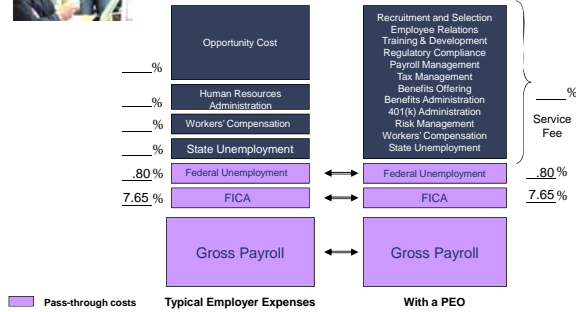 Opportunity Cost
___%
Human Resources
Administration
___%
Workers' Compensation
___%
State Unemployment
___%
Federal Unemployment
.80 %
FICA
7.65 %
Gross Payroll
Typical Employer Expenses
Recruitment and Selection
Employee Relations
Training & Development
Regulatory Compliance
Payroll Management
Tax Management
Benefits Offering
Benefits Administration
401(k) Administration
Risk Management
Workers' Compensation
State Unemployment
___%
Service
Fee
Federal Unemployment
.80 %
FICA
7.65 %
Gross Payroll
With a PEO
Pass-through costs